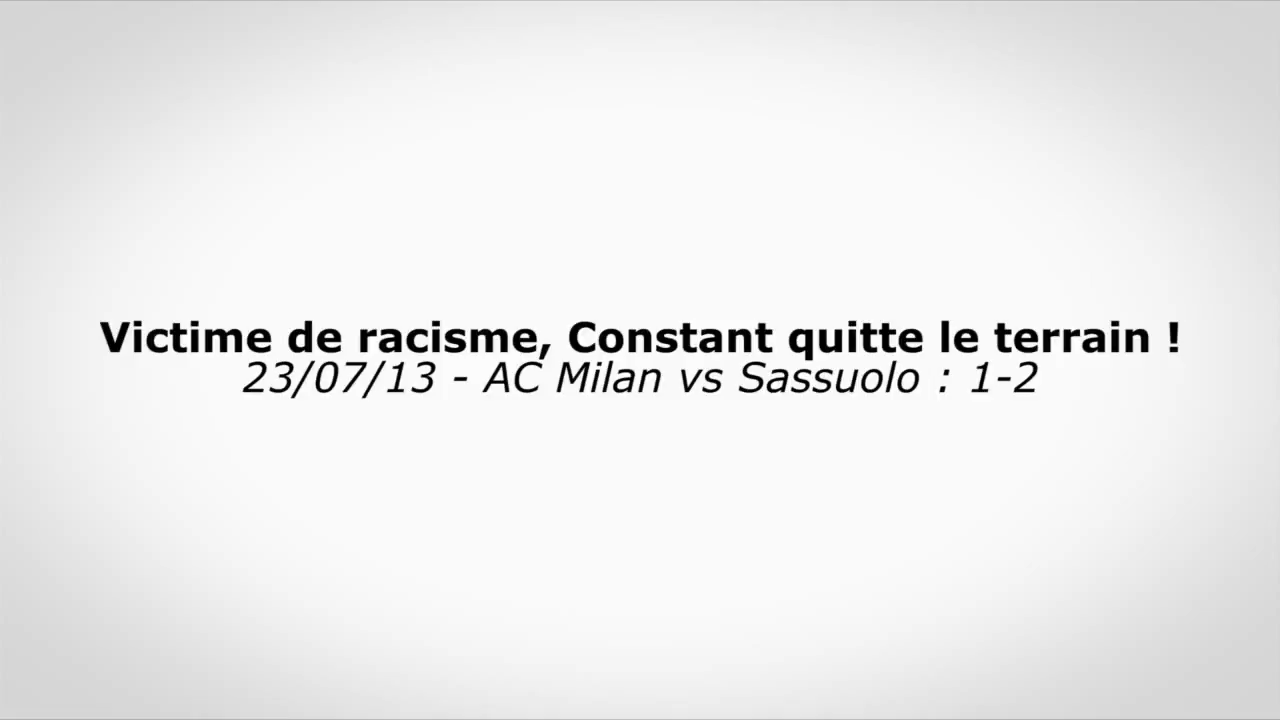 Victime de racisme, Constant quitte le terrain !
23/07/13 - AC Milan vs Sassuolo : 1-2